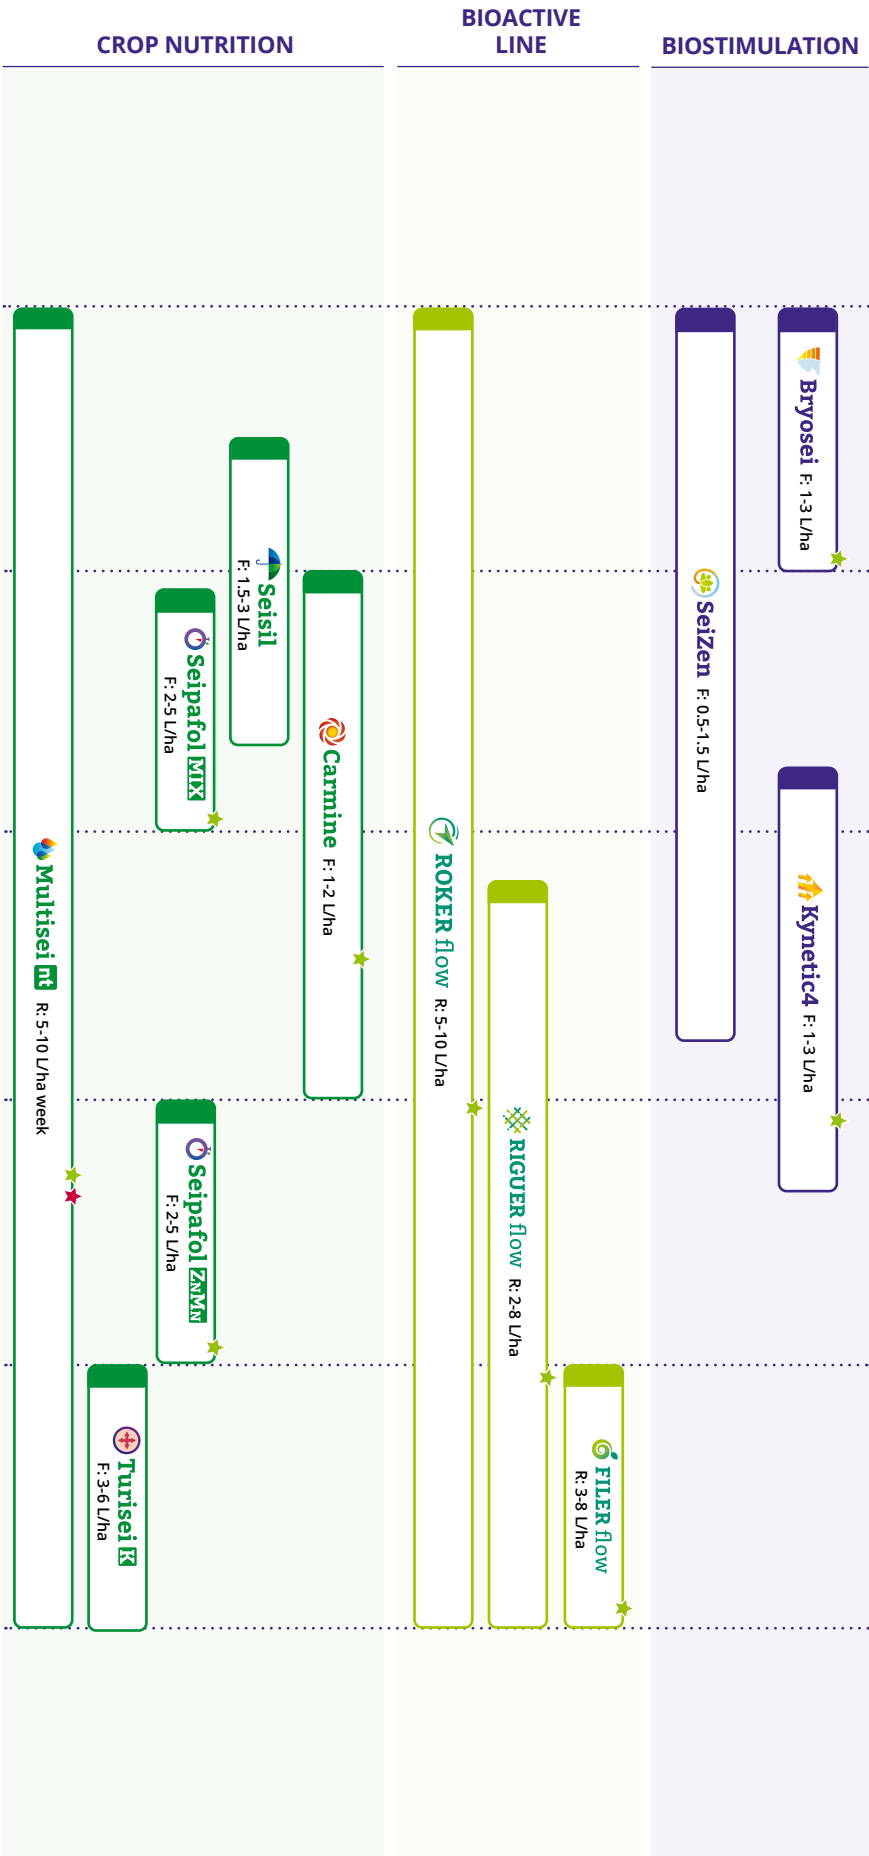 CROP NUTRITION
BIOACTIVE
LINE
BIOSTIMULATION
Multisei nt R: 5-10 L/ha week
Turisei K
F: 3-6 L/ha
Seipafol MIX
F: 2-5 L/ha
Seipafol ZnMn
F: 2-5 L/ha
Seisil
F: 1.5-3 L/ha
Carmine F: 1-2 L/ha
ROKER flow R: 5-10 L/ha
RIGUER flow R: 2-8 L/ha
FILER flow
R: 3-8 L/ha
SeiZen F: 0.5-1.5 L/ha
Bryosei F: 1-3 L/ha
Kynetic4 F: 1-3 L/ha